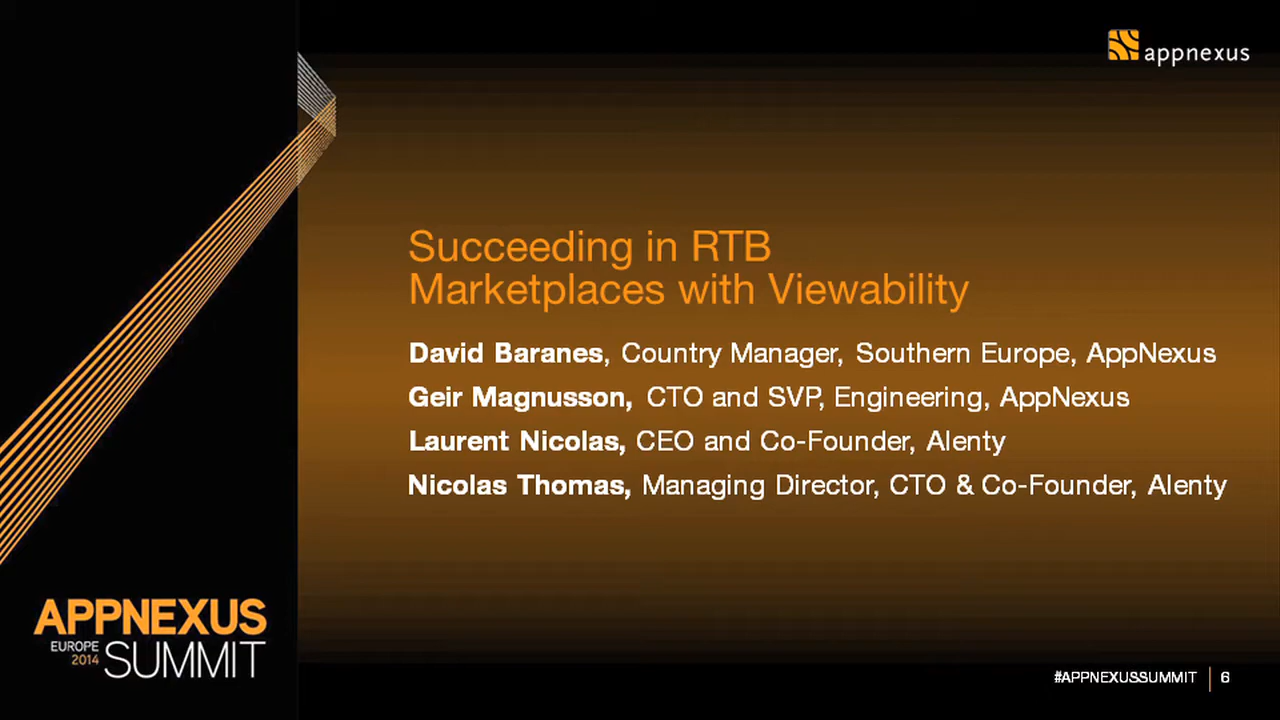 appnexus
Succeeding in RTB
Marketplaces with Viewability
David Baranes, Country Manager, Southern Europe, AppNexus
Geir Magnusson, CTO and SVP, Engineering, AppNexus
Laurent Nicolas, CEO and Co-Founder, Alenty
Nicolas Thomas, Managing Director, CTO & Co-Founder, Alenty
APPNEXUS
EUROPE 2014 SUMMIT
#APPNEXUSSUMMIT | 6